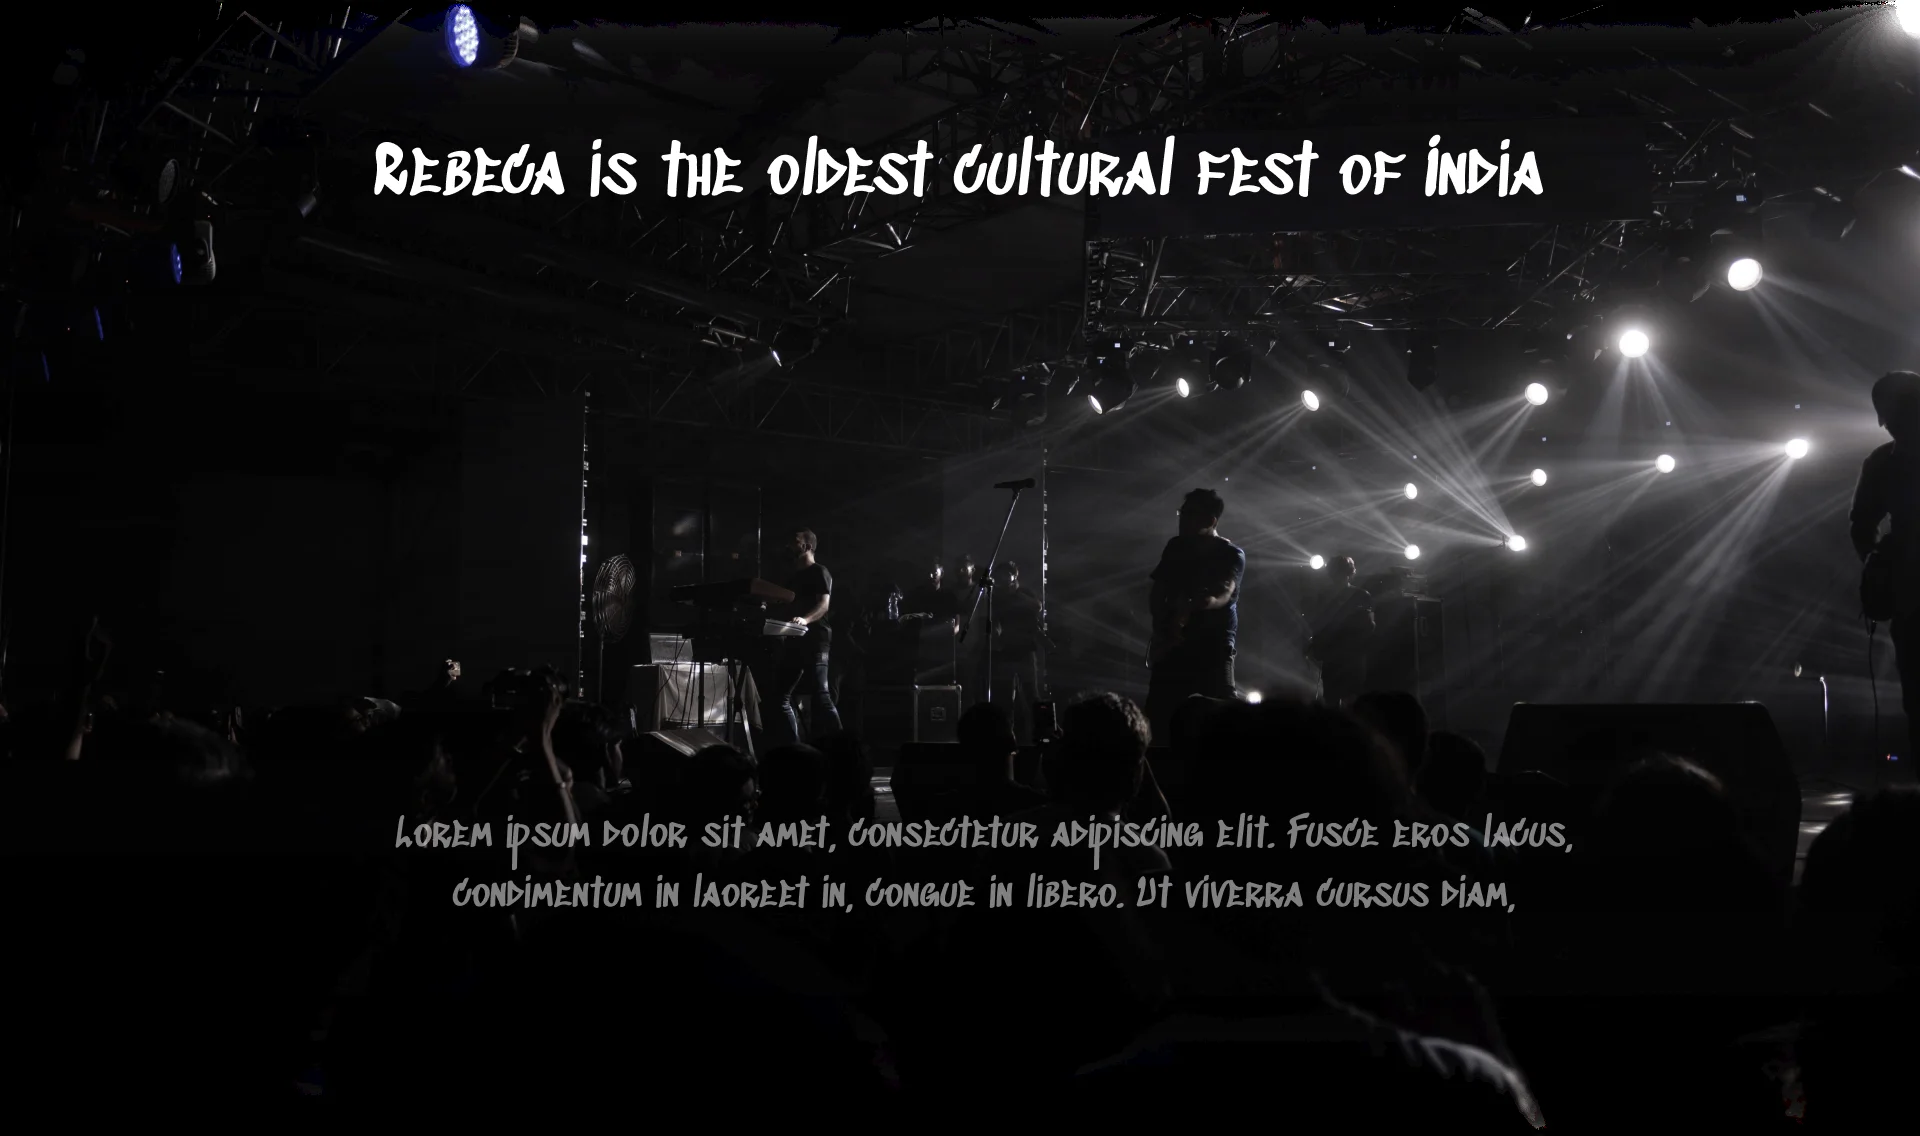 Rebeca is the oldest cultural fest of India
Lorem ipsum dolor sit amet, consectetur adipiscing elit. Fusce eros lacus,
condimentum in laoreet in, congue in libero. Ut viverra cursus diam,